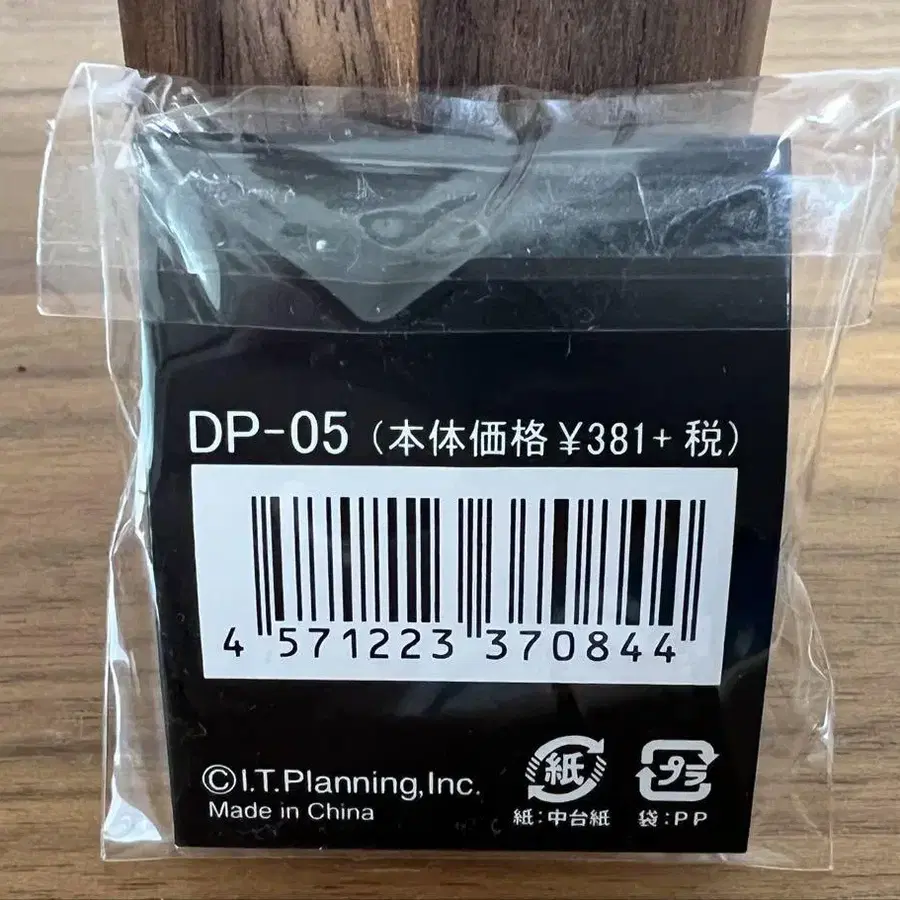 DP-05 (本体価格¥381+税)
4 571223 370844
©I.T.Planning,Inc.
Made in China
紙
プラ
紙:中台紙
袋:PP